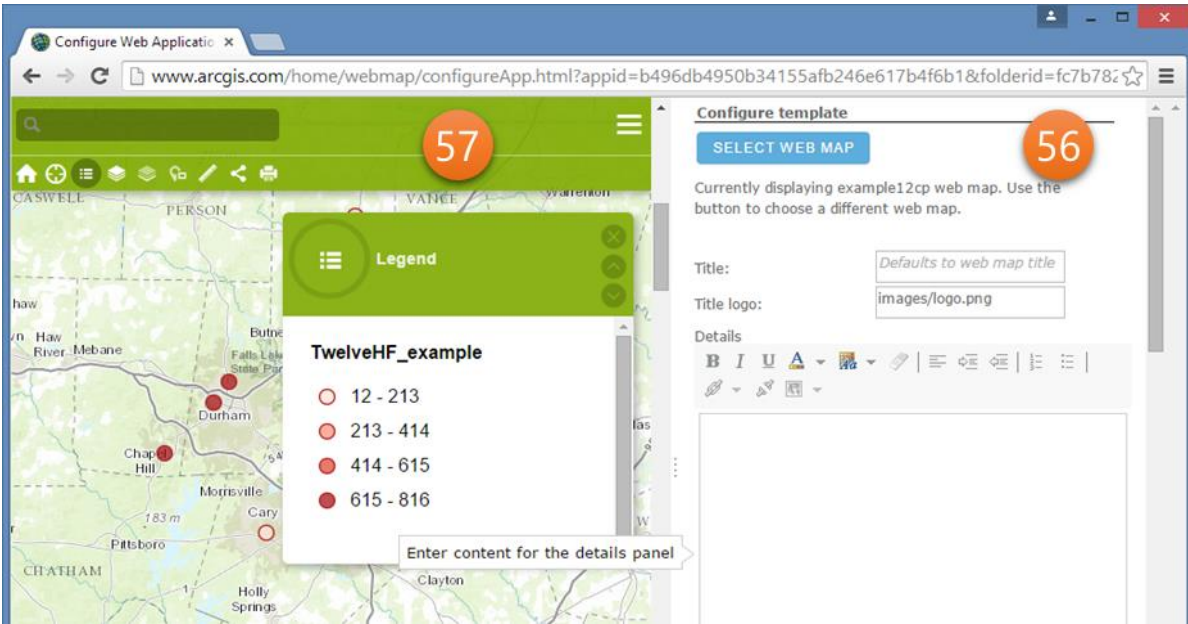 Configure Web Applicatio
www.arcgis.com/home/webmap/configureApp.html?appid=b496db4950b34155afb246e617b4f6b1&folderid=fc7b782
57
56
Configure template
SELECT WEB MAP
Currently displaying example12cp web map. Use the
button to choose a different web map.
Title:
Defaults to web map title
Title logo:
images/logo.png
Details
B I U A
CASWELL
PERSON
VANCE
Warrenton
Legend
TwelveHF_example
12 - 213
213 - 414
414 - 615
615 - 816
haw
Haw
River
Mebane
Butne
Falls Lake
State Par
Durham
Chapel
Hill
Morrisville
Cary
183 m
Pittsboro
CHATHAM
Holly
Springs
Clayton
Enter content for the details panel